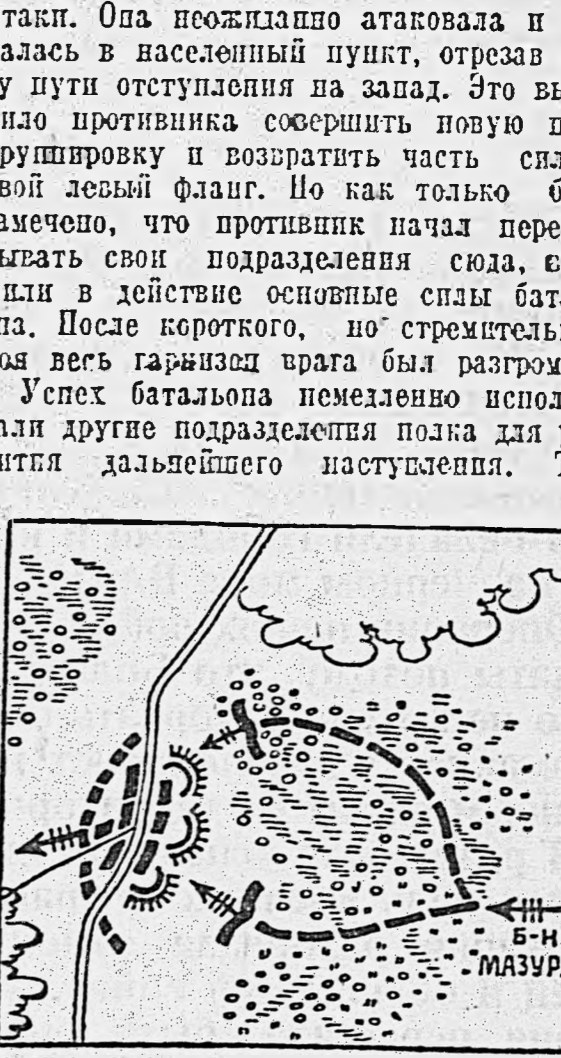 таки. Она неожиданно атаковала и
алась в населенный пункт, отрезав
у пути отступления на запад. Это вы
ило противника совершить новую п
руппировку и возвратить часть сил
вой левый фланг. Но как только б
амечено, что противник начал пере
ывать свои подразделения сюда, в
или в действие основные силы бат
на. После короткого, но стремитель
оя весь гарнизон врага был разгром
Успех батальона немедленно испол
али другие подразделения полка для
ития дальнейшего наступления. Т
Б-Н
МАЗУР